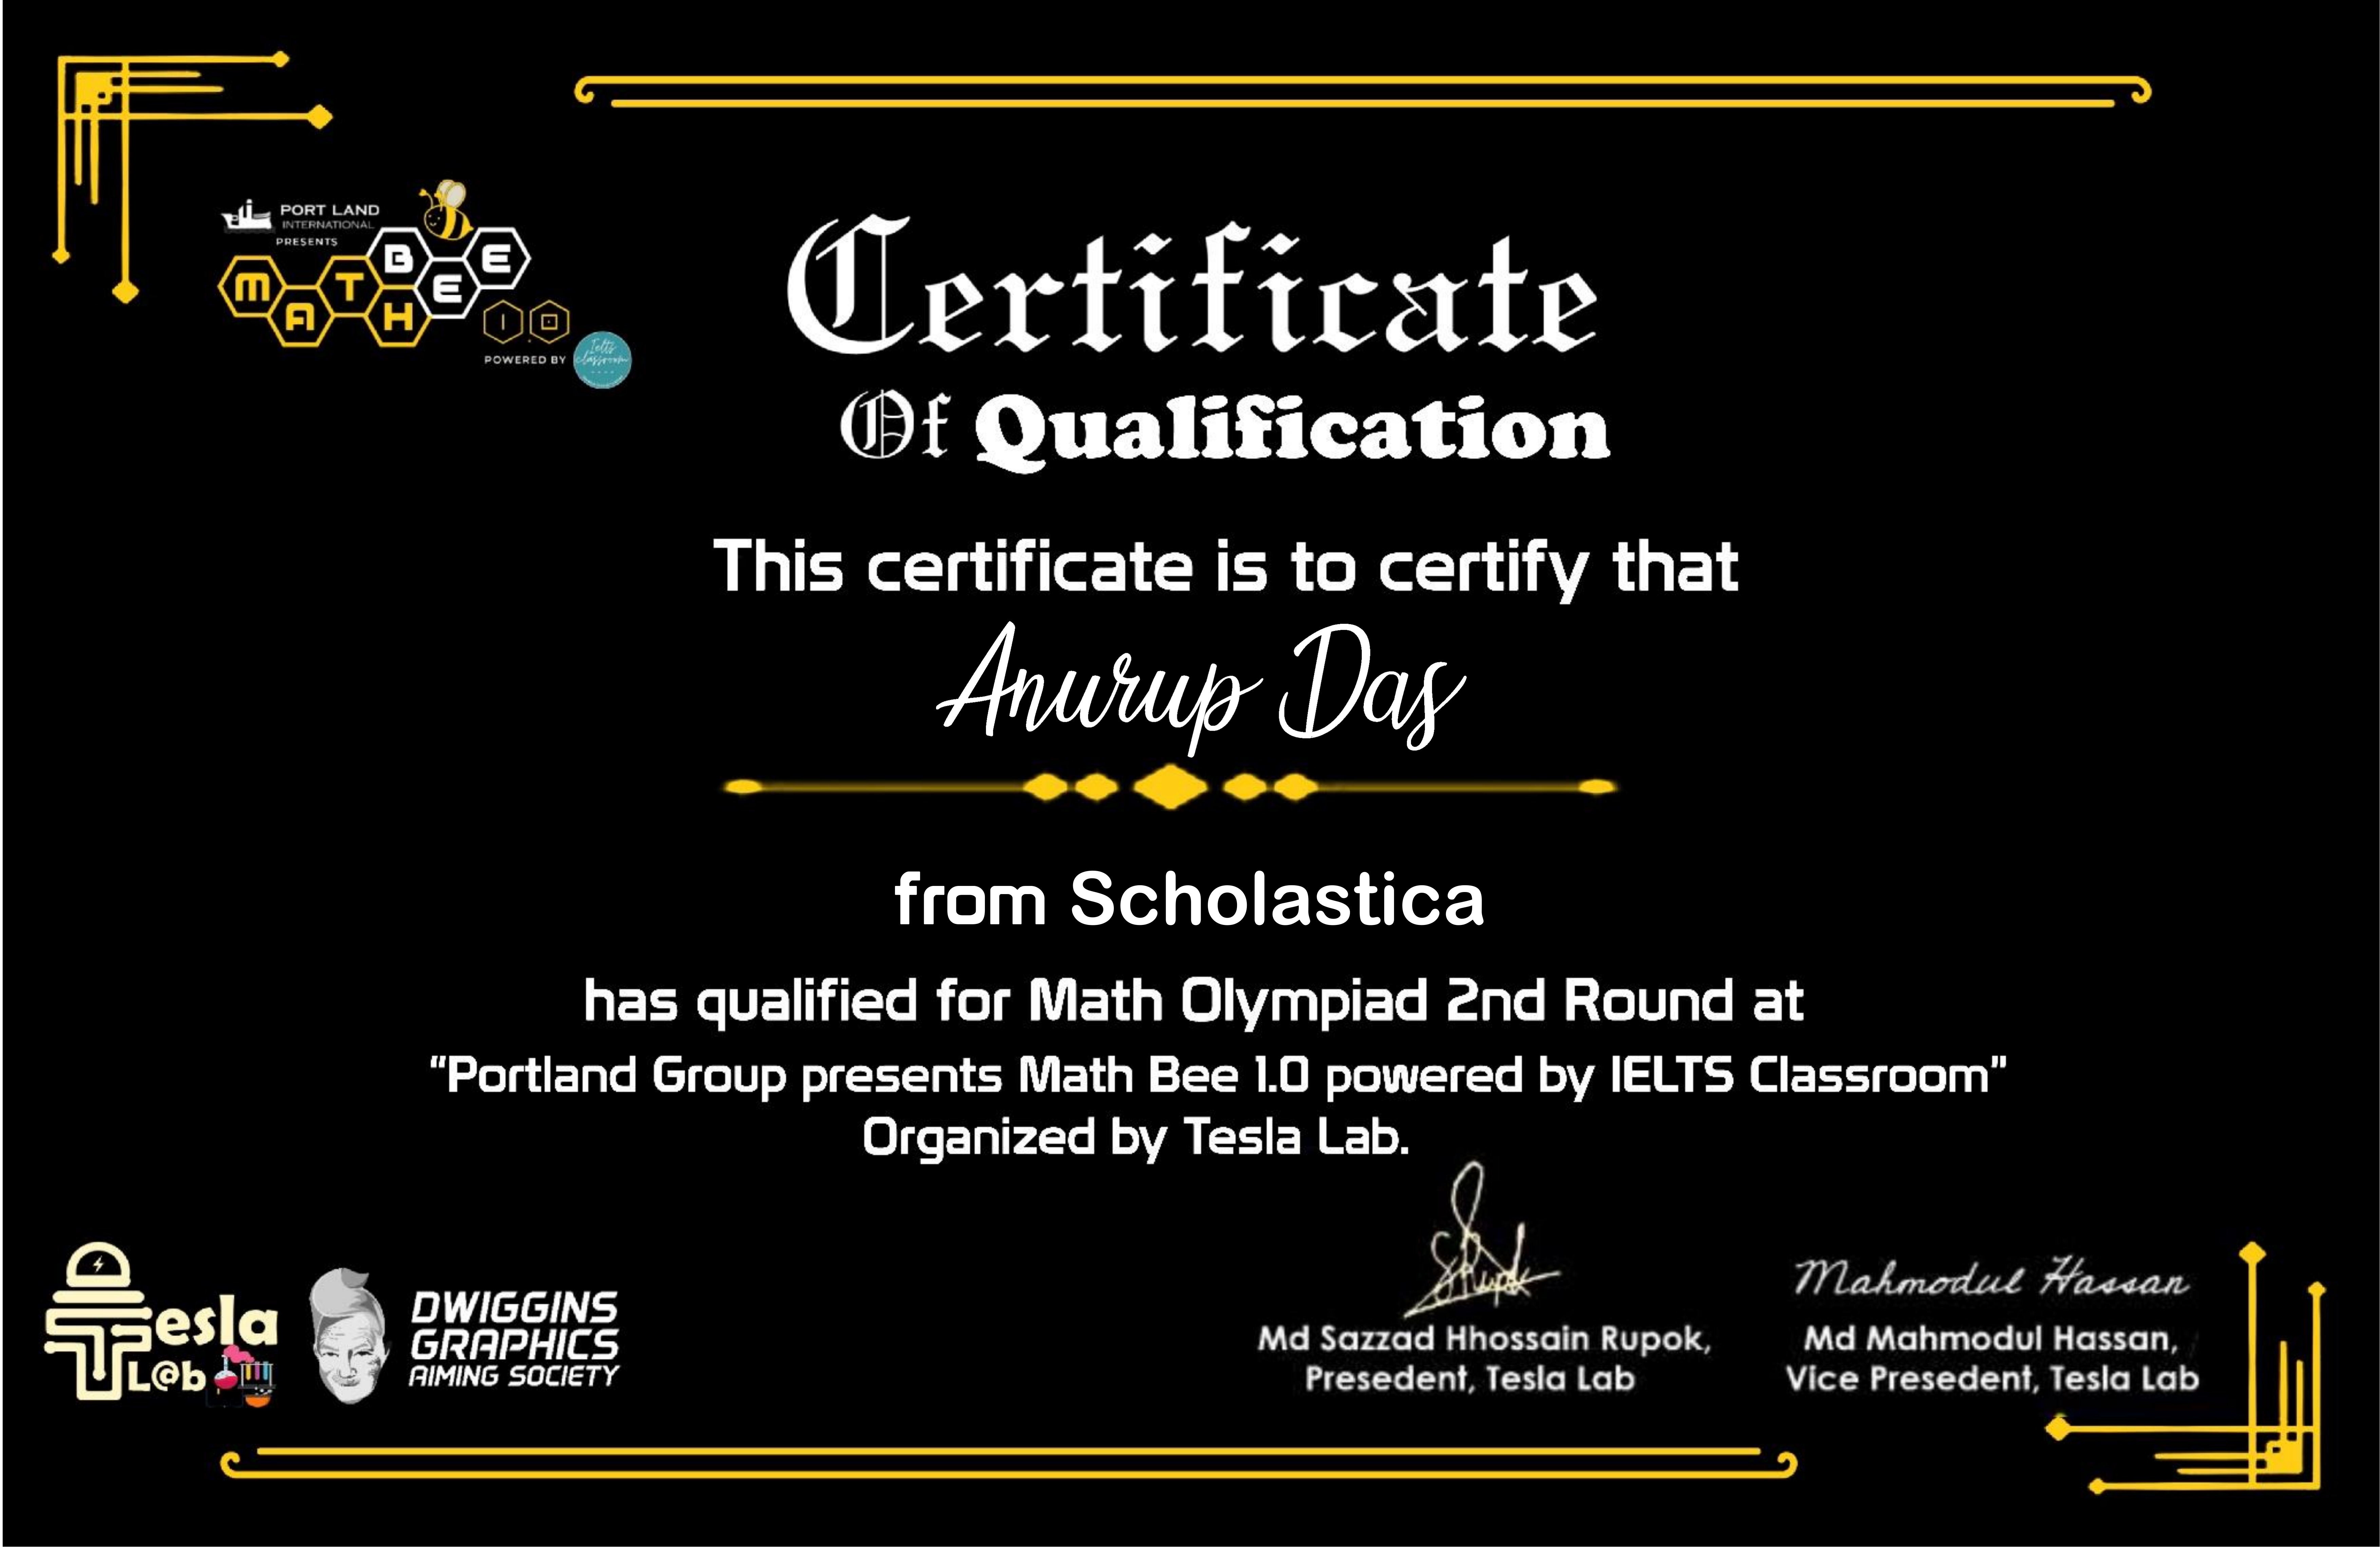 PORT LAND
INTERNATIONAL
PRESENTS
MATH BEE
1.0
POWERED BY
Ielts
classroom
Certificate
Of Qualification
This certificate is to certify that
Anurup Das
from Scholastica
has qualified for Math Olympiad 2nd Round at
“Portland Group presents Math Bee 1.0 powered by IELTS Classroom”
Organized by Tesla Lab.
Tesla
L@b
DWIGGINS
GRAPHICS
AIMING SOCIETY
Mahmodul Hassan
Md Sazzad Hhossain Rupok,
Presedent, Tesla Lab
Md Mahmodul Hassan,
Vice Presedent, Tesla Lab